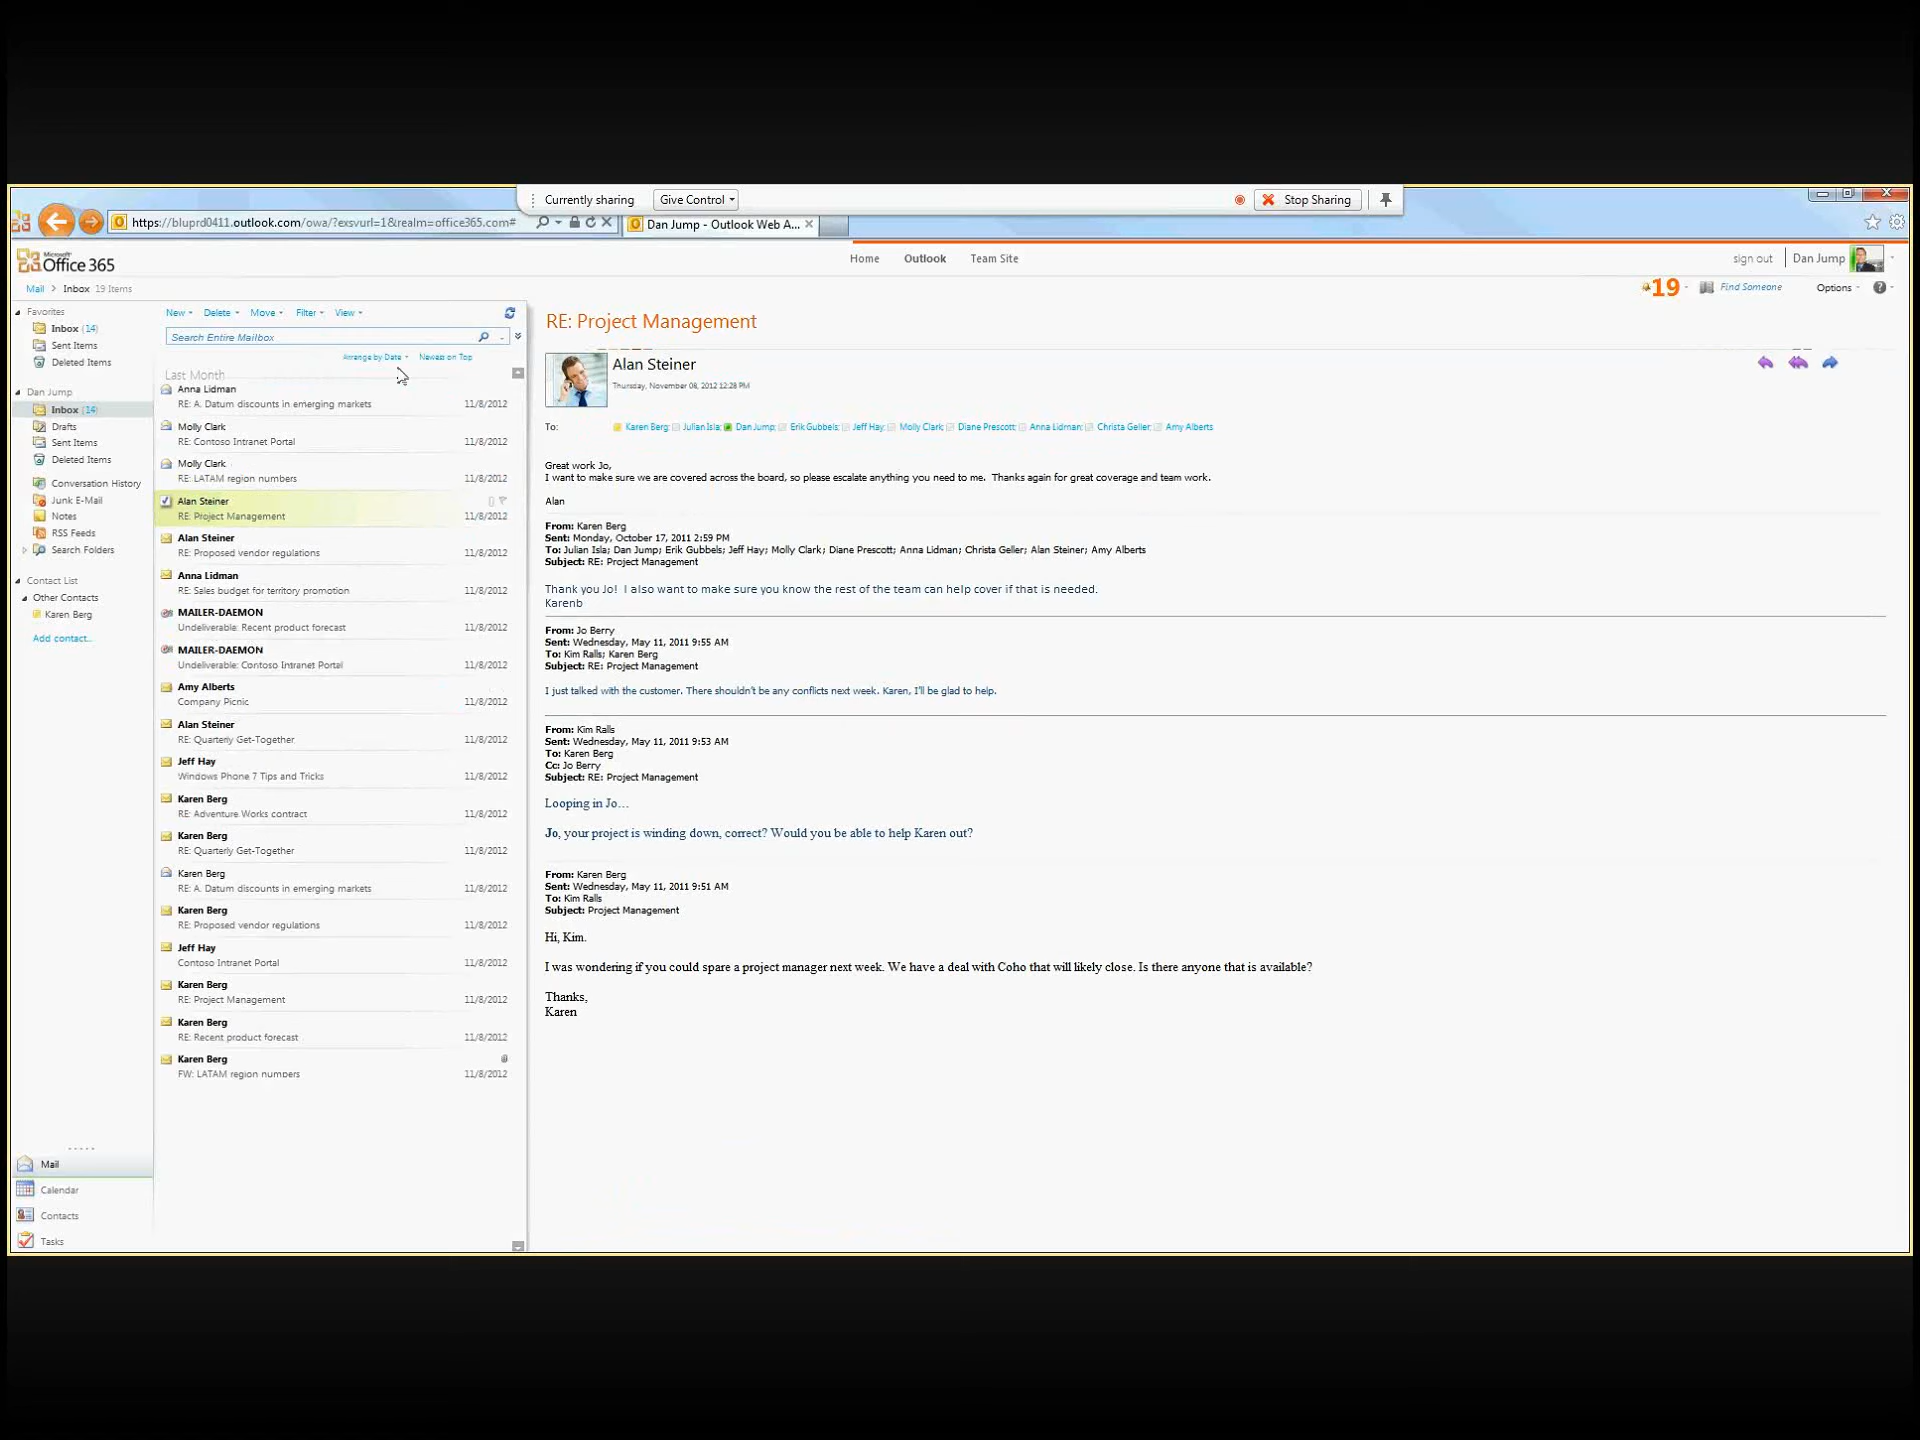 Currently sharing
Give Control
Stop Sharing
https://bluprd0411.outlook.com/owa/?exsvurl=1&realm=office365.com#
Dan Jump - Outlook Web A...
Microsoft
Office 365
Home
Outlook
Team Site
sign out
Dan Jump
Mail > Inbox 19 Items
19
Find Someone
Options
Favorites
Inbox (14)
Sent Items
Deleted Items
Dan Jump
Inbox (14)
Drafts
Sent Items
Deleted Items
Conversation History
Junk E-Mail
Notes
RSS Feeds
Search Folders
Contact List
Other Contacts
Karen Berg
Add contact..
Mail
Calendar
Contacts
Tasks
New Delete Move Filter View
Search Entire Mailbox
Arrange by Date Newest on Top
Last Month
Anna Lidman
RE: A. Datum discounts in emerging markets 11/8/2012
Molly Clark
RE: Contoso Intranet Portal 11/8/2012
Molly Clark
RE: LATAM region numbers 11/8/2012
Alan Steiner
RE: Project Management 11/8/2012
Alan Steiner
RE: Proposed vendor regulations 11/8/2012
Anna Lidman
RE: Sales budget for territory promotion 11/8/2012
MAILER-DAEMON
Undeliverable: Recent product forecast 11/8/2012
MAILER-DAEMON
Undeliverable: Contoso Intranet Portal 11/8/2012
Amy Alberts
Company Picnic 11/8/2012
Alan Steiner
RE: Quarterly Get-Together 11/8/2012
Jeff Hay
Windows Phone 7 Tips and Tricks 11/8/2012
Karen Berg
RE: Adventure Works contract 11/8/2012
Karen Berg
RE: Quarterly Get-Together 11/8/2012
Karen Berg
RE: A. Datum discounts in emerging markets 11/8/2012
Karen Berg
RE: Proposed vendor regulations 11/8/2012
Jeff Hay
Contoso Intranet Portal 11/8/2012
Karen Berg
RE: Project Management 11/8/2012
Karen Berg
RE: Recent product forecast 11/8/2012
Karen Berg
FW: LATAM region numbers 11/8/2012
RE: Project Management
Alan Steiner
Thursday, November 08, 2012 12:28 PM
To: Karen Berg; Julian Isla; Dan Jump; Erik Gubbels; Jeff Hay; Molly Clark; Diane Prescott; Anna Lidman; Christa Geller; Amy Alberts
Great work Jo,
I want to make sure we are covered across the board, so please escalate anything you need to me. Thanks again for great coverage and team work.
Alan
From: Karen Berg
Sent: Monday, October 17, 2011 2:59 PM
To: Julian Isla; Dan Jump; Erik Gubbels; Jeff Hay; Molly Clark; Diane Prescott; Anna Lidman; Christa Geller; Alan Steiner; Amy Alberts
Subject: RE: Project Management
Thank you Jo! I also want to make sure you know the rest of the team can help cover if that is needed.
Karenb
From: Jo Berry
Sent: Wednesday, May 11, 2011 9:55 AM
To: Kim Ralls; Karen Berg
Subject: RE: Project Management
I just talked with the customer. There shouldn't be any conflicts next week. Karen, I'll be glad to help.
From: Kim Ralls
Sent: Wednesday, May 11, 2011 9:53 AM
To: Karen Berg
Cc: Jo Berry
Subject: RE: Project Management
Looping in Jo...
Jo, your project is winding down, correct? Would you be able to help Karen out?
From: Karen Berg
Sent: Wednesday, May 11, 2011 9:51 AM
To: Kim Ralls
Subject: Project Management
Hi, Kim.
I was wondering if you could spare a project manager next week. We have a deal with Coho that will likely close. Is there anyone that is available?
Thanks,
Karen